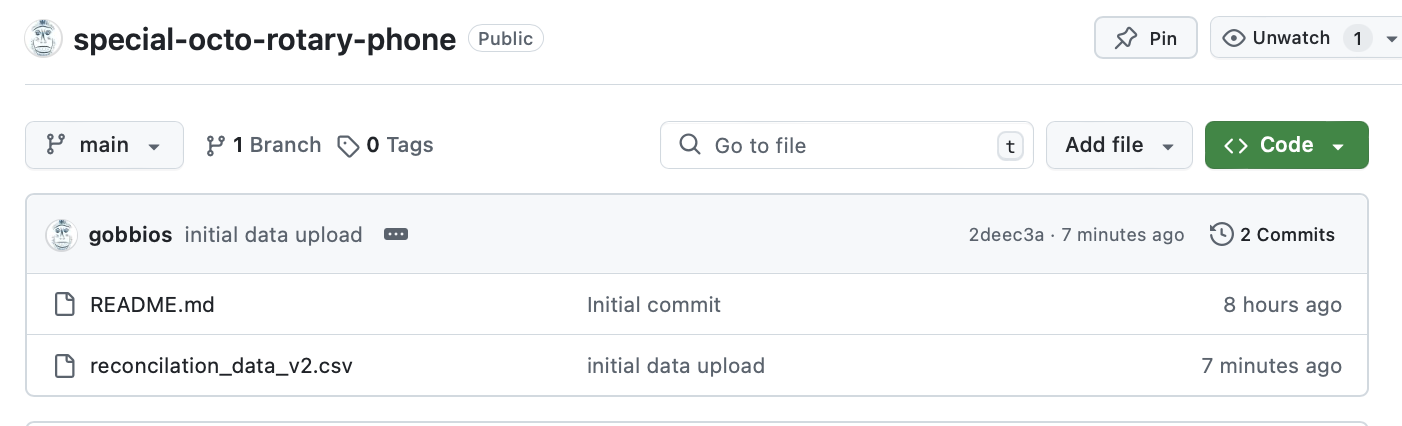 special-octo-rotary-phone Public Pin Unwatch 1
main 1 Branch 0 Tags Go to file t Add file Code
gobbios initial data upload 2deec3a · 7 minutes ago 2 Commits
README.md Initial commit 8 hours ago
reconcilation_data_v2.csv initial data upload 7 minutes ago